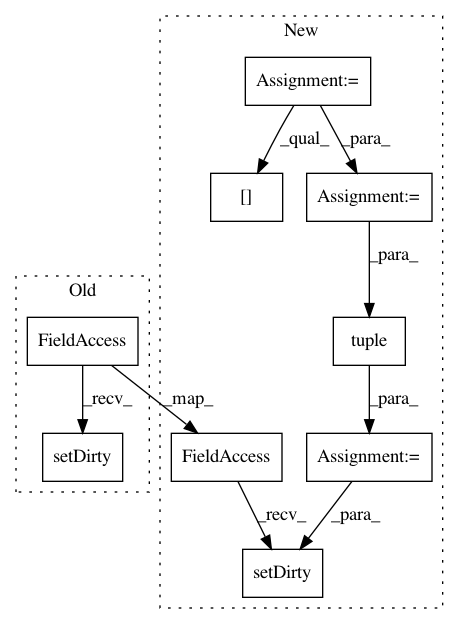 New
Assignment:=
_qual_
_para_
[]
Assignment:=
_para_
Old
FieldAccess
tuple
_recv_
_map_
_para_
setDirty
FieldAccess
Assignment:=
_recv_
_para_
setDirty